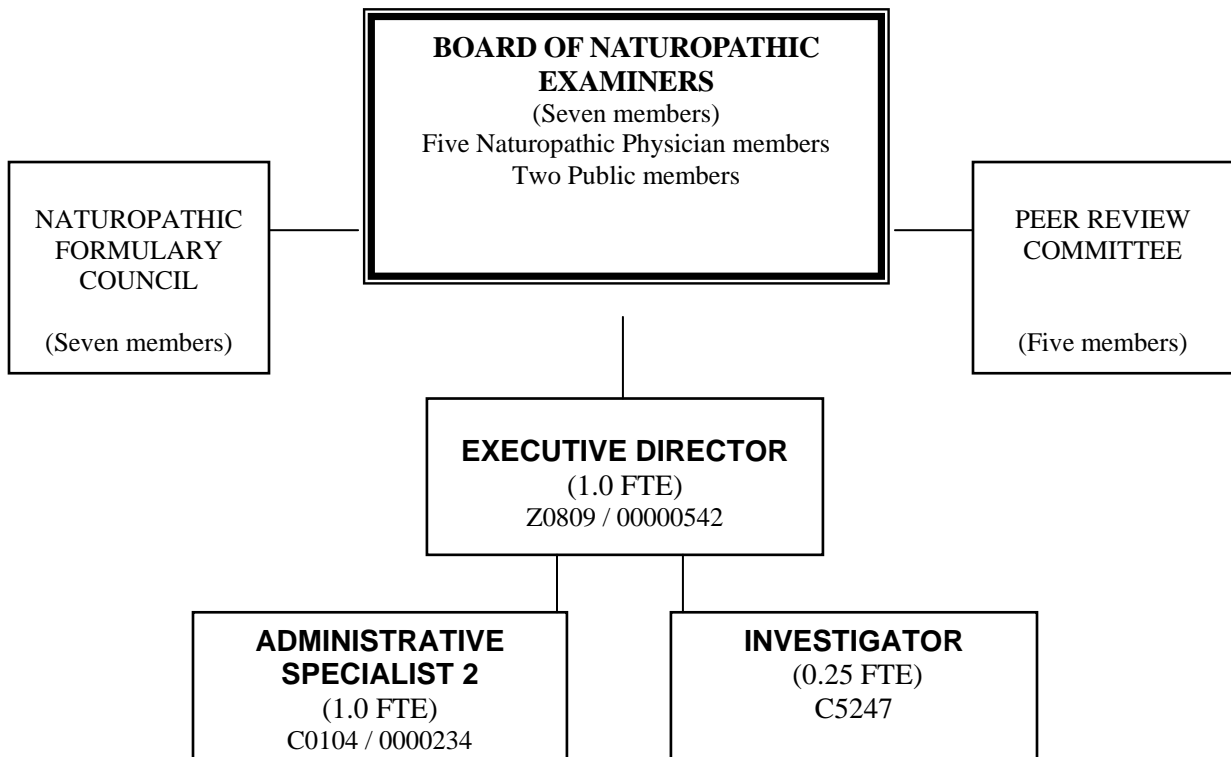 BOARD OF NATUROPATHIC
EXAMINERS
(Seven members)
Five Naturopathic Physician members
Two Public members
NATUROPATHIC
FORMULARY
COUNCIL
(Seven members)
PEER REVIEW
COMMITTEE
(Five members)
EXECUTIVE DIRECTOR
(1.0 FTE)
Z0809 / 00000542
ADMINISTRATIVE
SPECIALIST 2
(1.0 FTE)
C0104 / 0000234
INVESTIGATOR
(0.25 FTE)
C5247